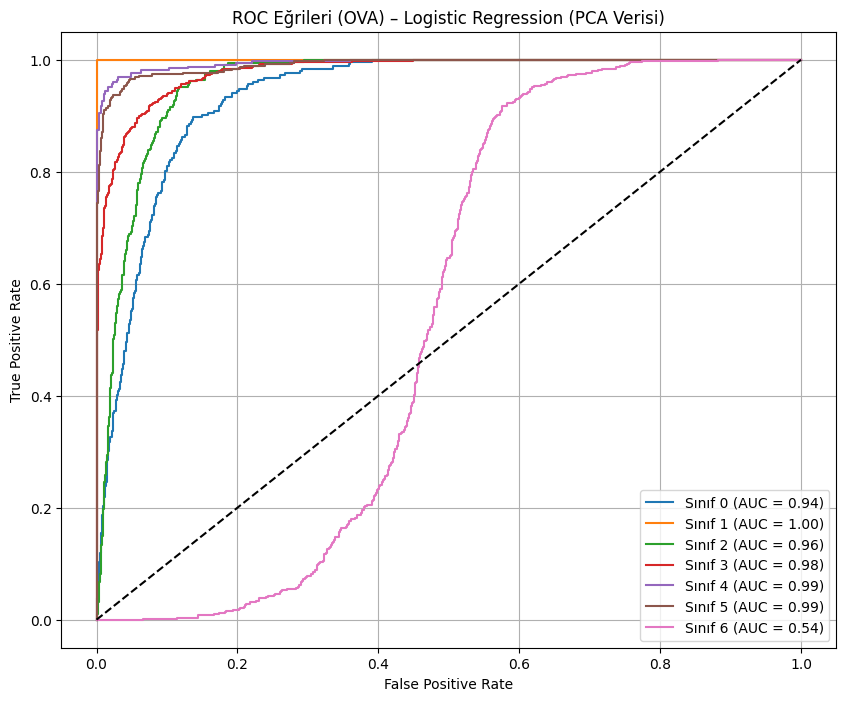 ROC Eğrileri (OVA) – Logistic Regression (PCA Verisi)
True Positive Rate
1.0
0.8
0.6
0.4
0.2
0.0
Sınıf 0 (AUC = 0.94)
Sınıf 1 (AUC = 1.00)
Sınıf 2 (AUC = 0.96)
Sınıf 3 (AUC = 0.98)
Sınıf 4 (AUC = 0.99)
Sınıf 5 (AUC = 0.99)
Sınıf 6 (AUC = 0.54)
0.0 0.2 0.4 0.6 0.8 1.0
False Positive Rate